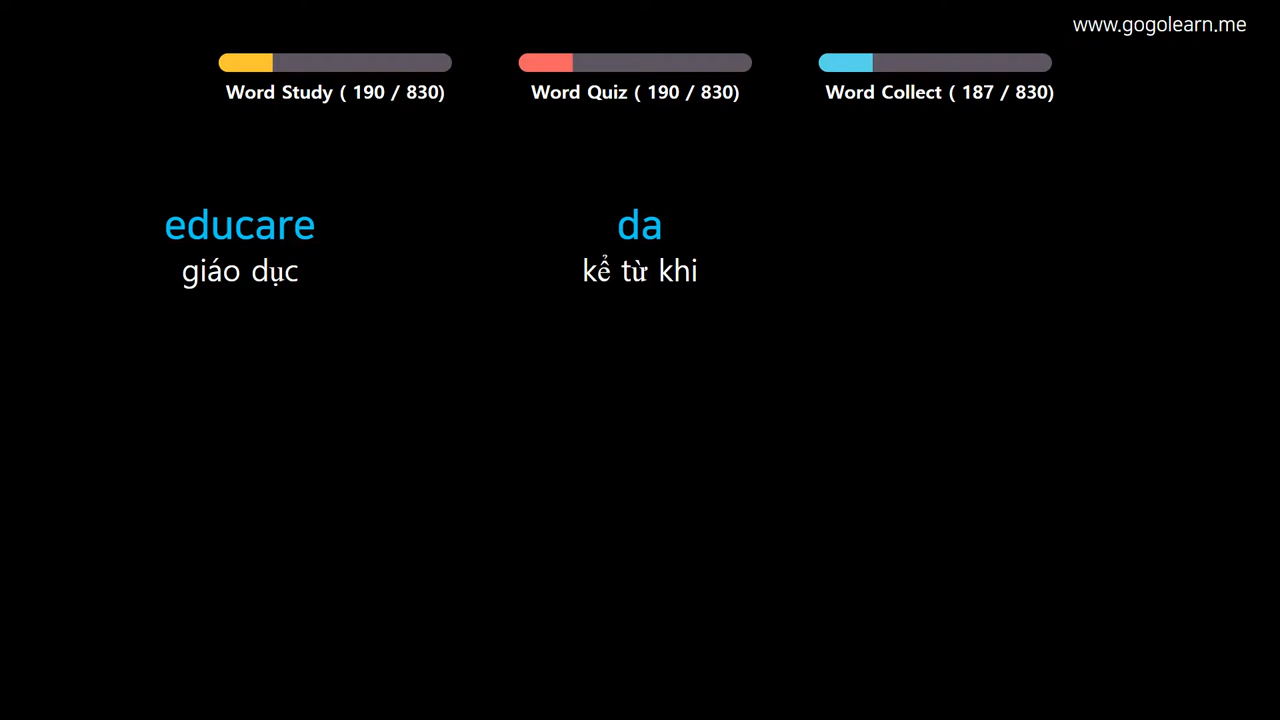 www.gogolearn.me
Word Study ( 190 / 830)
Word Quiz ( 190 / 830)
Word Collect ( 187 / 830)
educare
da
giáo dục
kể từ khi